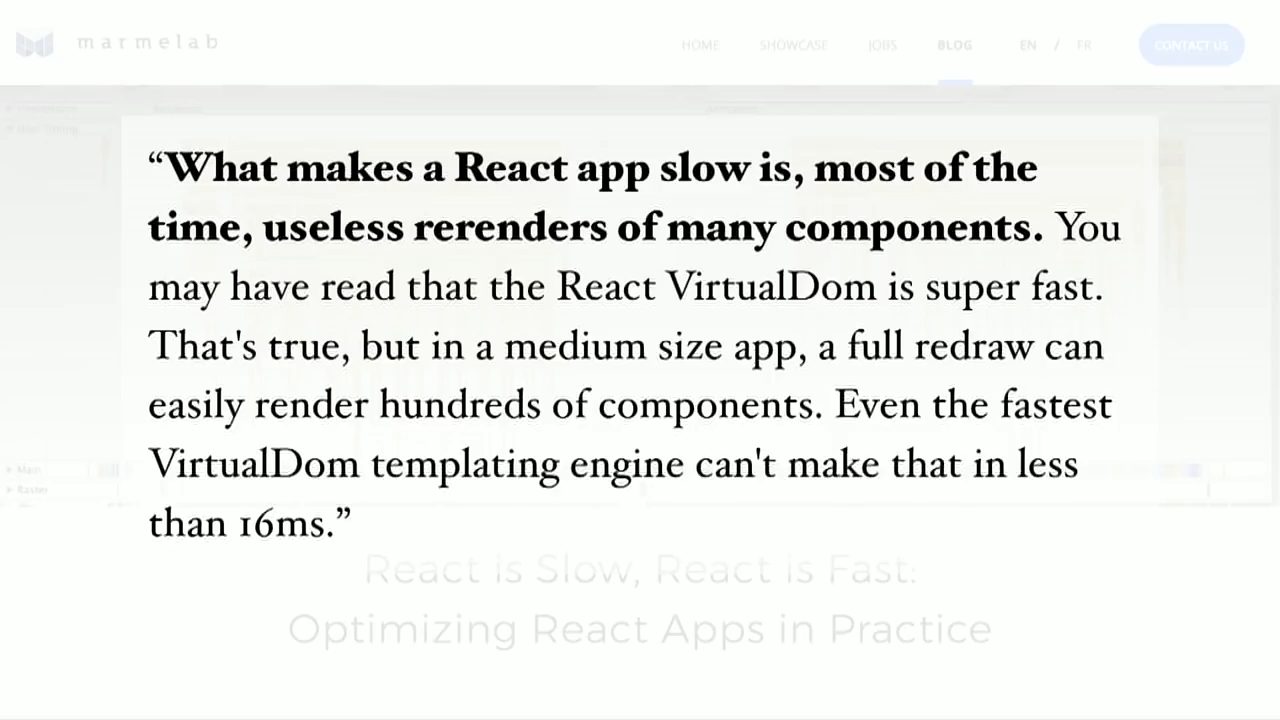 marmelab
HOME SHOWCASE JOBS BLOG EN / FR CONTACT US
“What makes a React app slow is, most of the
time, useless rerenders of many components. You
may have read that the React VirtualDom is super fast.
That's true, but in a medium size app, a full redraw can
easily render hundreds of components. Even the fastest
VirtualDom templating engine can't make that in less
than 16ms.”
Main
Raster
React is Slow, React is Fast:
Optimizing React Apps in Practice